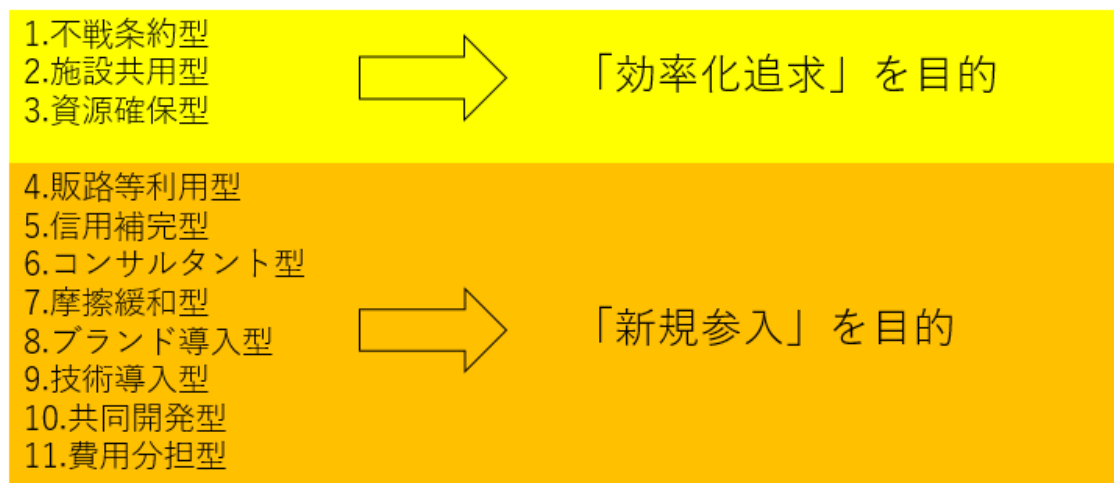 1.不戦条約型
2.施設共用型
3.資源確保型
「効率化追求」を目的
4.販路等利用型
5.信用補完型
6.コンサルタント型
7.摩擦緩和型
8.ブランド導入型
9.技術導入型
10.共同開発型
11.費用分担型
「新規参入」を目的